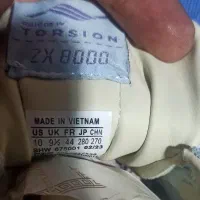 TORSION
ZX 8000
MADE IN VIETNAM
US UK FR JP CHN
10 9½ 44 280 270